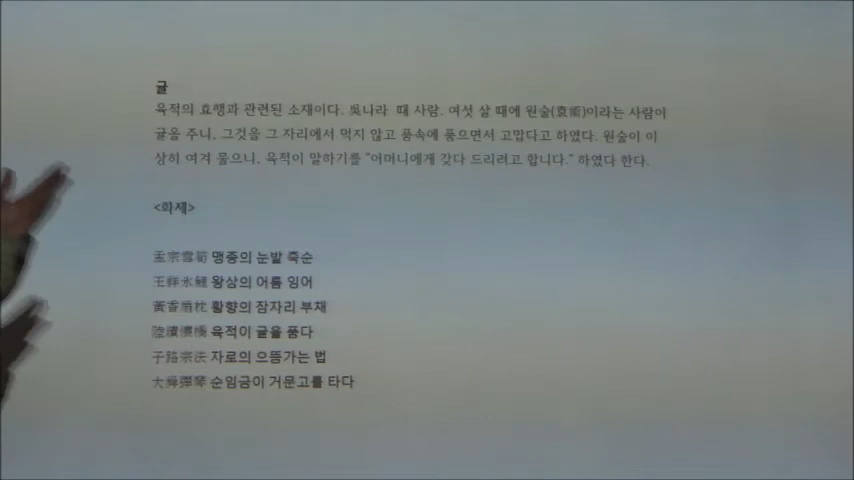 귤
육적의 효행과 관련된 소재이다. 吳나라 때 사람. 여섯 살 때에 원술(袁術)이라는 사람이
귤을 주니, 그것을 그 자리에서 먹지 않고 품속에 품으면서 고맙다고 하였다. 원술이 이
상히 여겨 물으니, 육적이 말하기를 "어머니에게 갖다 드리려고 합니다." 하였다 한다.
<화제>
孟宗雪筍 맹종의 눈밭 죽순
王祥氷鯉 왕상의 어름 잉어
黃香扇枕 황향의 잠자리 부채
陸績懷橘 육적이 귤을 품다
子路宗法 자로의 으뜸가는 법
大舜彈琴 순임금이 거문고를 타다